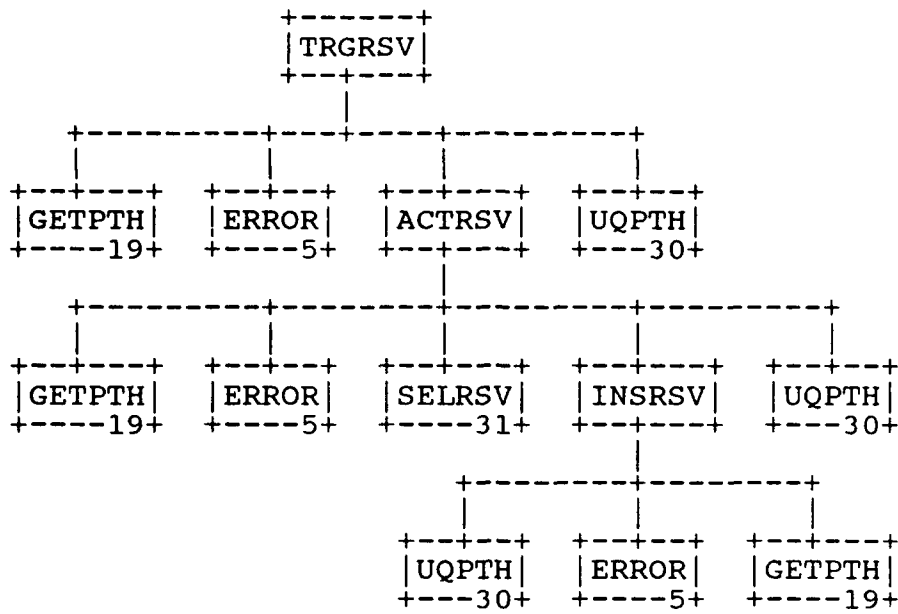 TRGRSV
GETPTH ERROR ACTRSV UQPTH
19 5 30
GETPTH ERROR SELRSV INSRSV UQPTH
19 5 31 30
UQPTH ERROR GETPTH
30 5 19